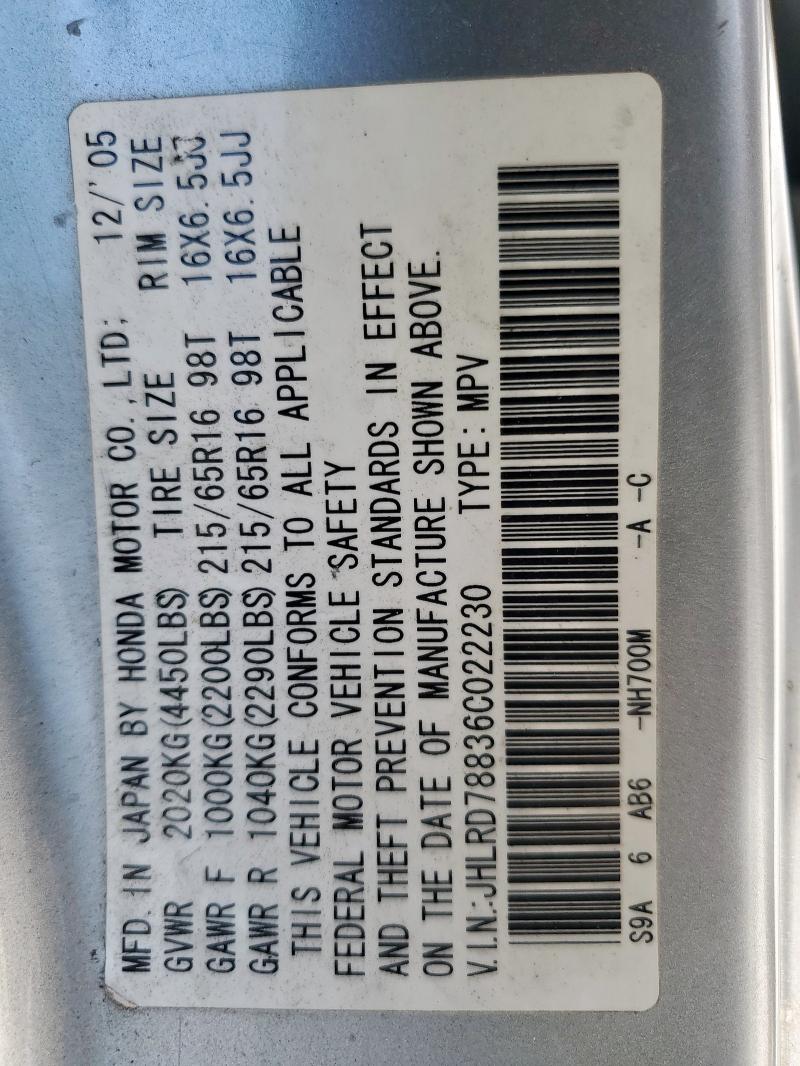 MFD. IN JAPAN BY HONDA MOTOR CO., LTD; 12/'05
GVWR 2020KG(4450LBS) TIRE SIZE RIM SIZE
GAWR F 1000KG(2200LBS) 215/65R16 98T 16X6.5JJ
GAWR R 1040KG(2290LBS) 215/65R16 98T 16X6.5JJ
THIS VEHICLE CONFORMS TO ALL APPLICABLE
FEDERAL MOTOR VEHICLE SAFETY
AND THEFT PREVENTION STANDARDS IN EFFECT
ON THE DATE OF MANUFACTURE SHOWN ABOVE.
V.I.N.:JHLRD78836C022230 TYPE: MPV
S9A 6 AB6 -NH700M -A -C